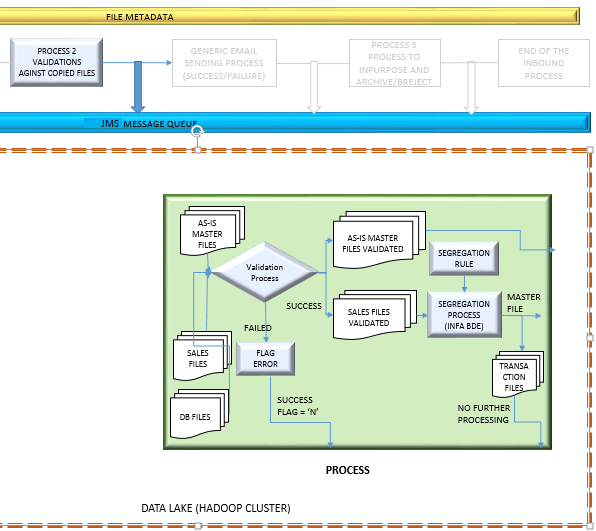 FILE METADATA
PROCESS 2
VALIDATIONS
AGINST COPIED FILES
GENERIC EMAIL
SENDING PROCESS
(SUCCESS/FAILURE)
PROCESS 3
PROCESS TO
INPURPOSE AND
ARCHIVE/BREJECT
END OF THE
INBOUND
PROCESS
JMS MESSAGE QUEUE
AS-IS
MASTER
FILES
AS-IS MASTER
FILES VALIDATED
SEGREGATION
RULE
Validation
Process
SUCCESS
SALES FILES
VALIDATED
SEGREGATION
PROCESS
(INFA BDE)
MASTER
FILE
FAILED
SALES
FILES
FLAG
ERROR
TRANSA
CTION
FILES
DB FILES
SUCCESS
FLAG = ‘N’
NO FURTHER
PROCESSING
PROCESS
DATA LAKE (HADOOP CLUSTER)